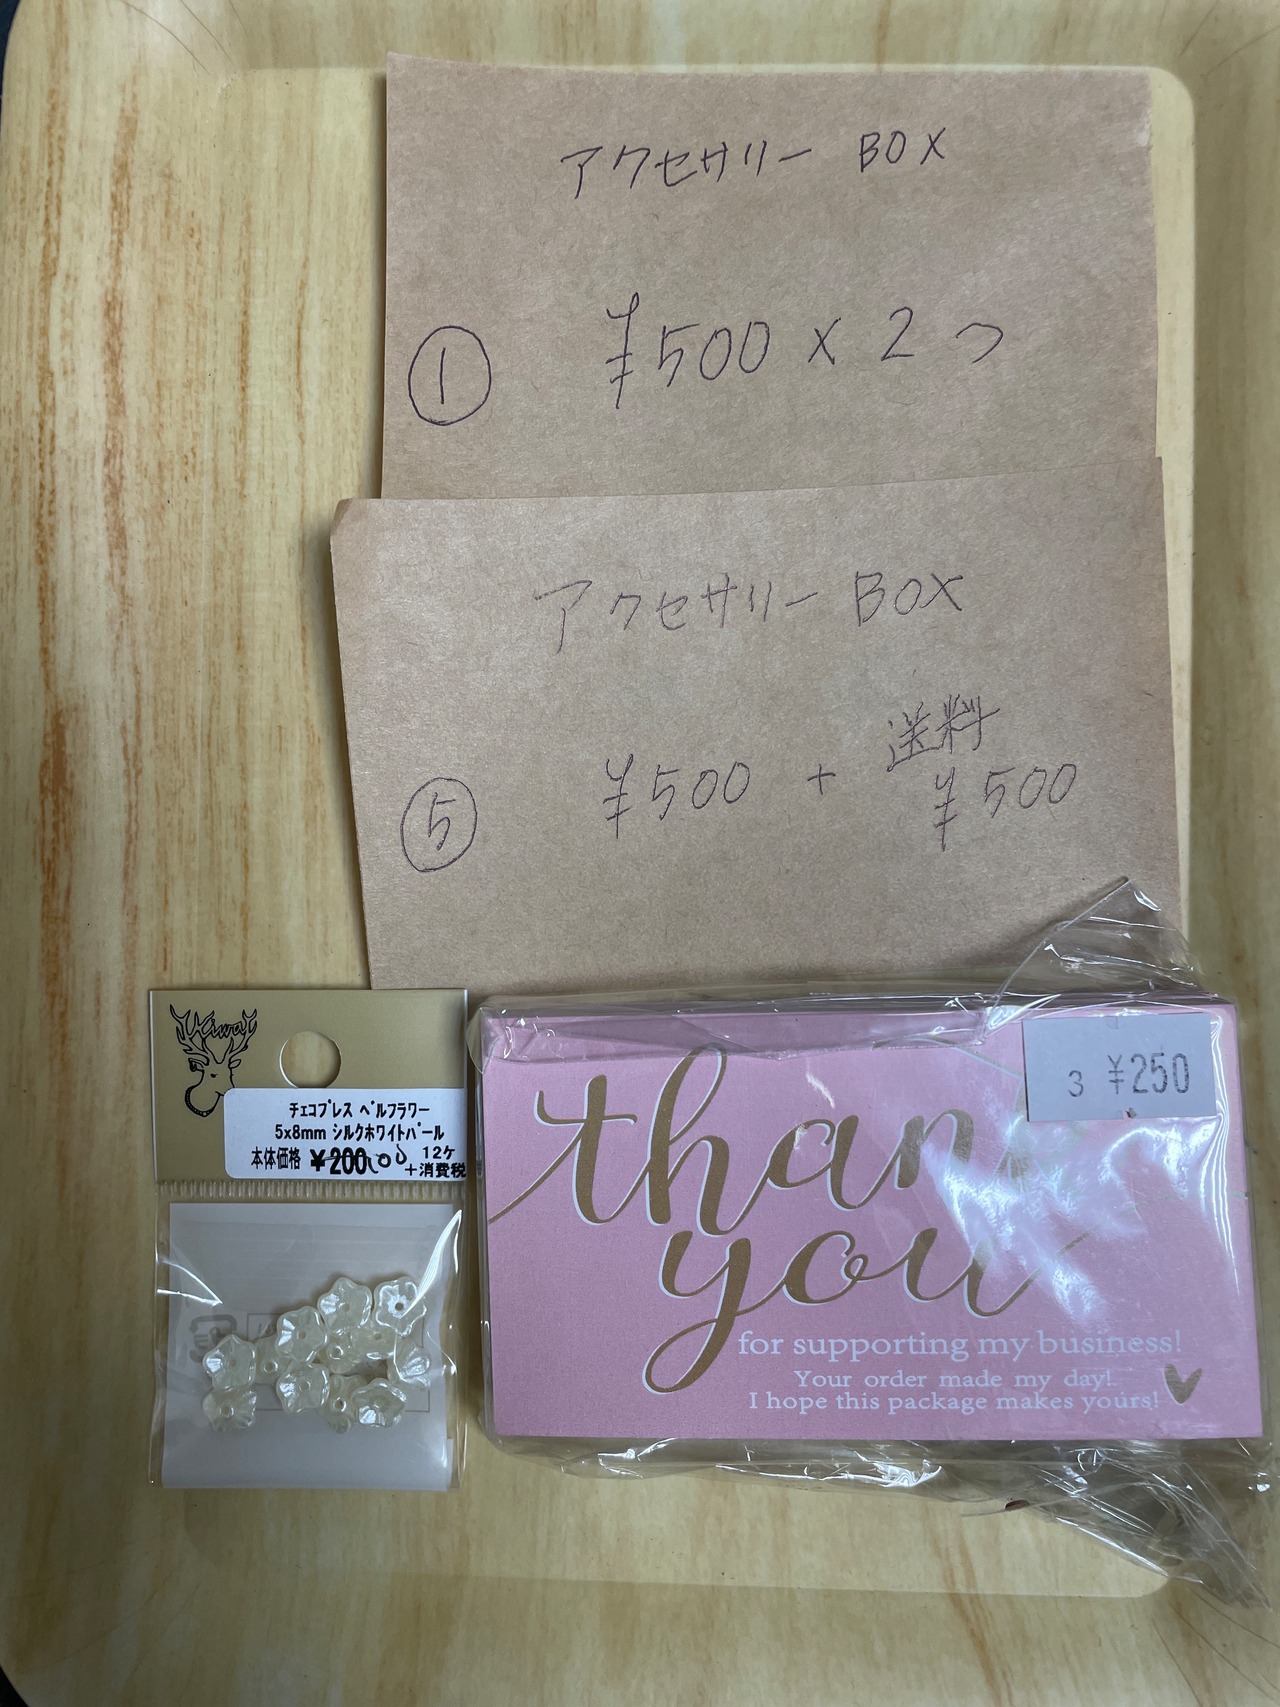 アクセサリー BOX
① ¥500 × 2つ
アクセサリー BOX
送料
⑤ ¥500 + ¥500
Kiwa
チェコプレス ベルフラワー
5x8mm シルクホワイトパール
本体価格 ¥200 12ケ
+消費税
3 ¥250
thank
you
for supporting my business!
Your order made my day!
I hope this package makes yours!